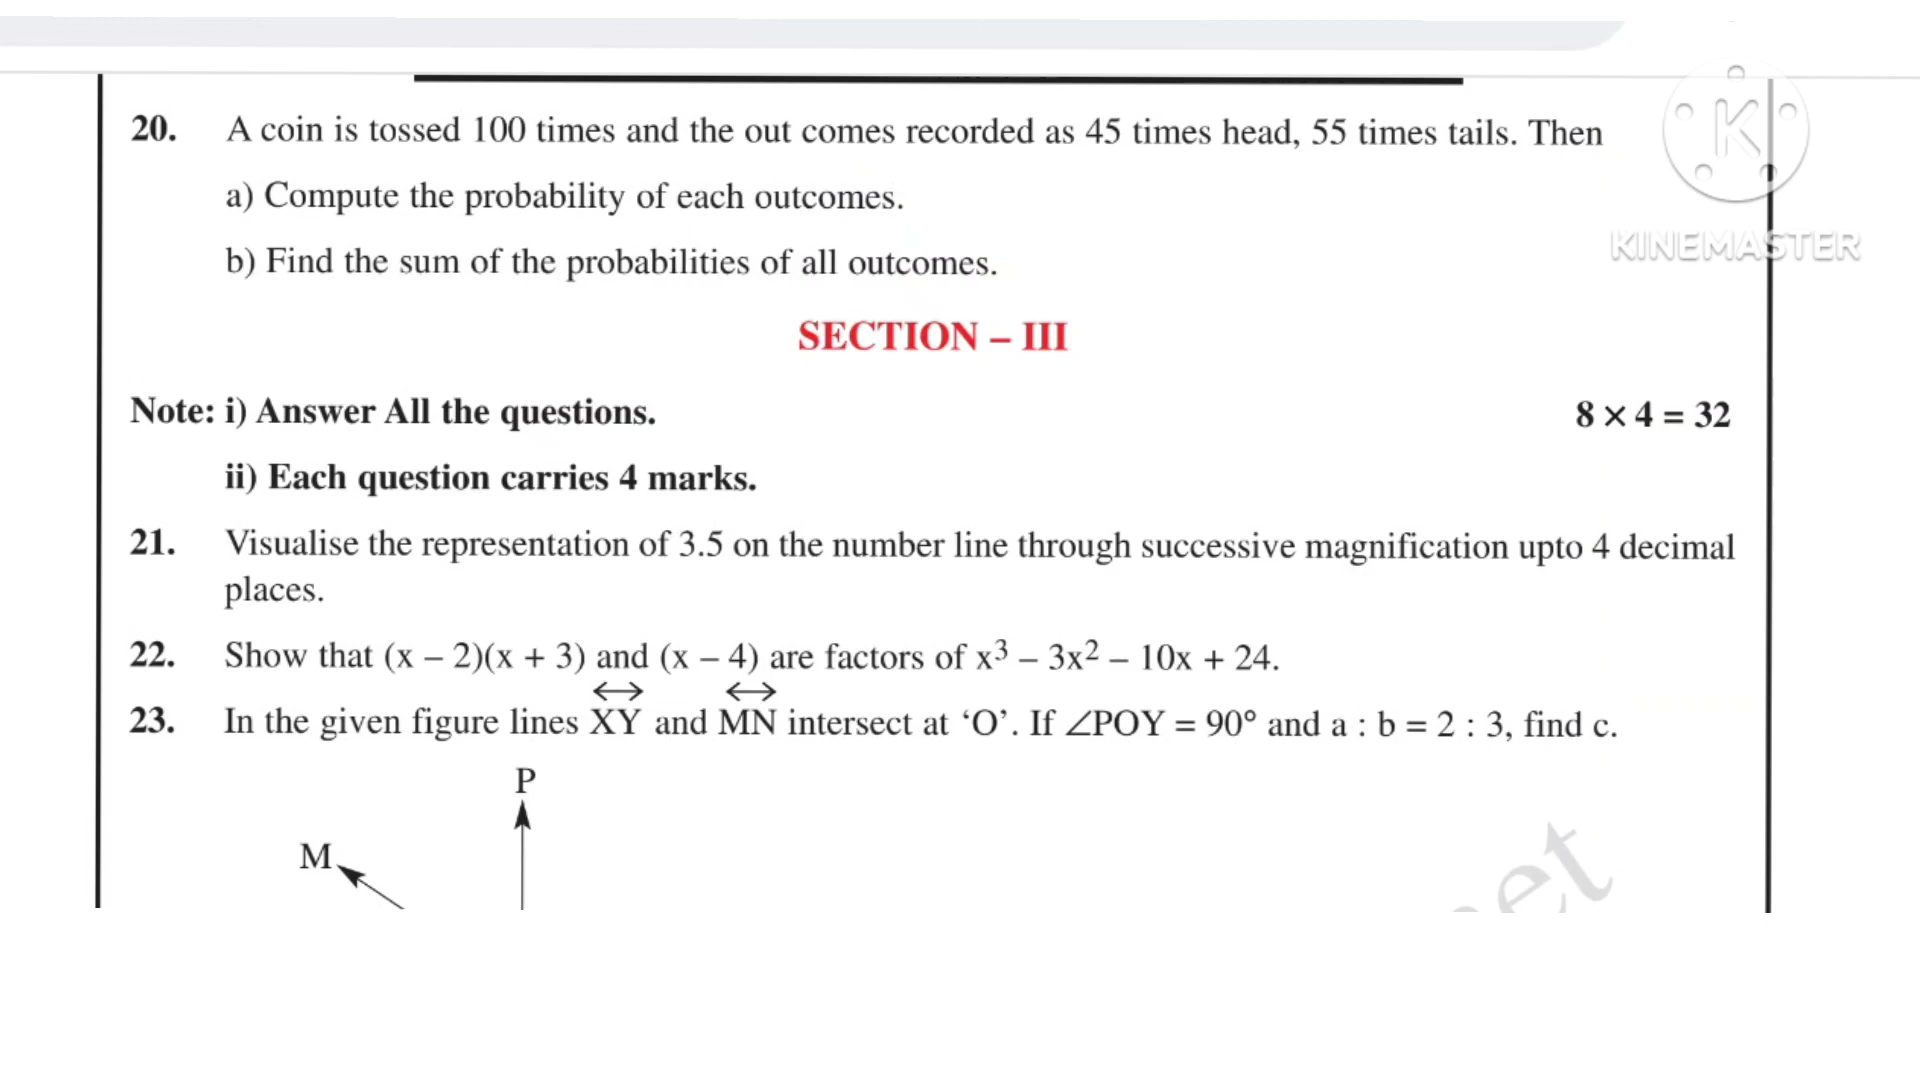 20. A coin is tossed 100 times and the out comes recorded as 45 times head, 55 times tails. Then
a) Compute the probability of each outcomes.
b) Find the sum of the probabilities of all outcomes.
K
KINEMASTER
SECTION – III
Note: i) Answer All the questions. 8 × 4 = 32
ii) Each question carries 4 marks.
21. Visualise the representation of 3.5 on the number line through successive magnification upto 4 decimal
places.
22. Show that (x – 2)(x + 3) and (x – 4) are factors of x³ – 3x² – 10x + 24.
23. In the given figure lines XY and MN intersect at ‘O’. If ∠POY = 90° and a : b = 2 : 3, find c.
P
M
et